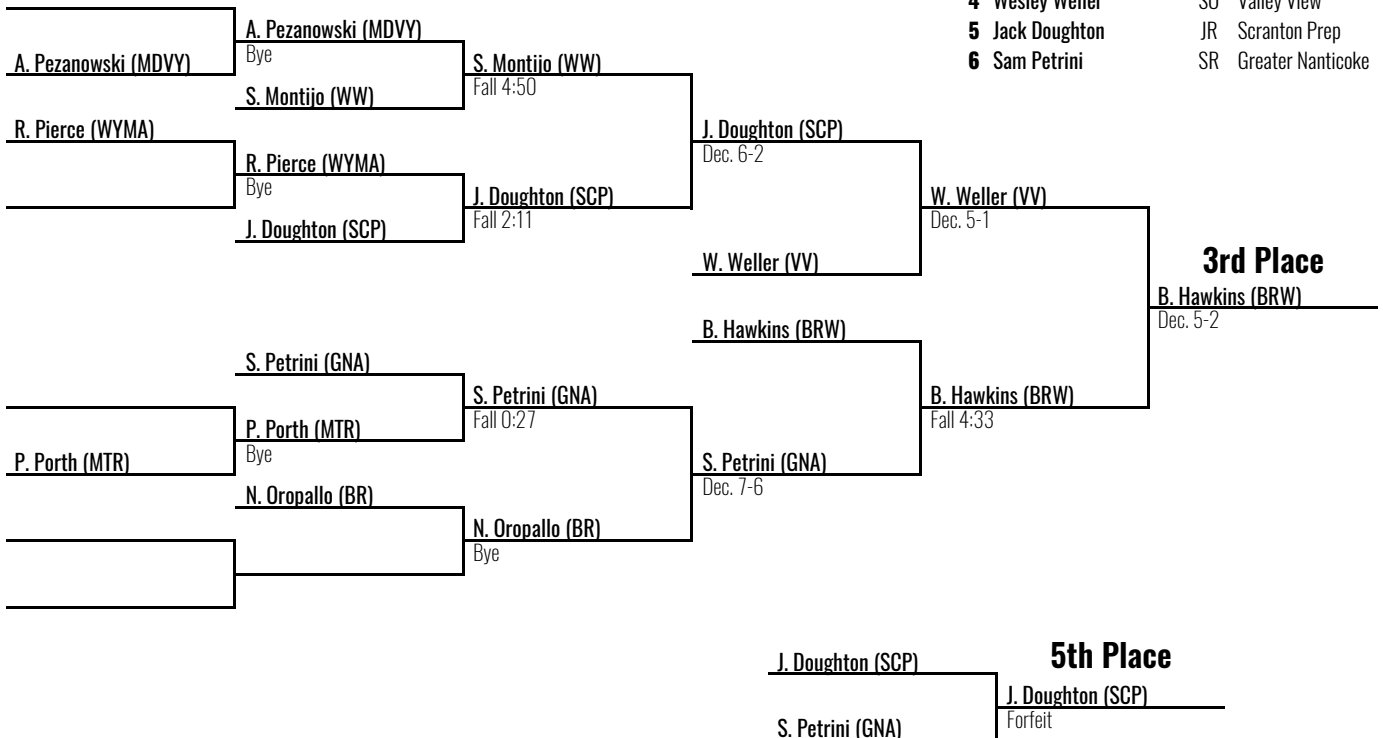 4 Wesley Weller SO Valley View
A. Pezanowski (MDVY)
Bye
5 Jack Doughton JR Scranton Prep
A. Pezanowski (MDVY)
S. Montijo (WW)
Fall 4:50
6 Sam Petrini SR Greater Nanticoke
S. Montijo (WW)
R. Pierce (WYMA)
J. Doughton (SCP)
Dec. 6-2
R. Pierce (WYMA)
Bye
J. Doughton (SCP)
Fall 2:11
W. Weller (VV)
Dec. 5-1
J. Doughton (SCP)
W. Weller (VV)
3rd Place
B. Hawkins (BRW)
Dec. 5-2
B. Hawkins (BRW)
S. Petrini (GNA)
S. Petrini (GNA)
Fall 0:27
B. Hawkins (BRW)
Fall 4:33
P. Porth (MTR)
Bye
P. Porth (MTR)
S. Petrini (GNA)
Dec. 7-6
N. Oropallo (BR)
N. Oropallo (BR)
Bye
5th Place
J. Doughton (SCP)
J. Doughton (SCP)
Forfeit
S. Petrini (GNA)